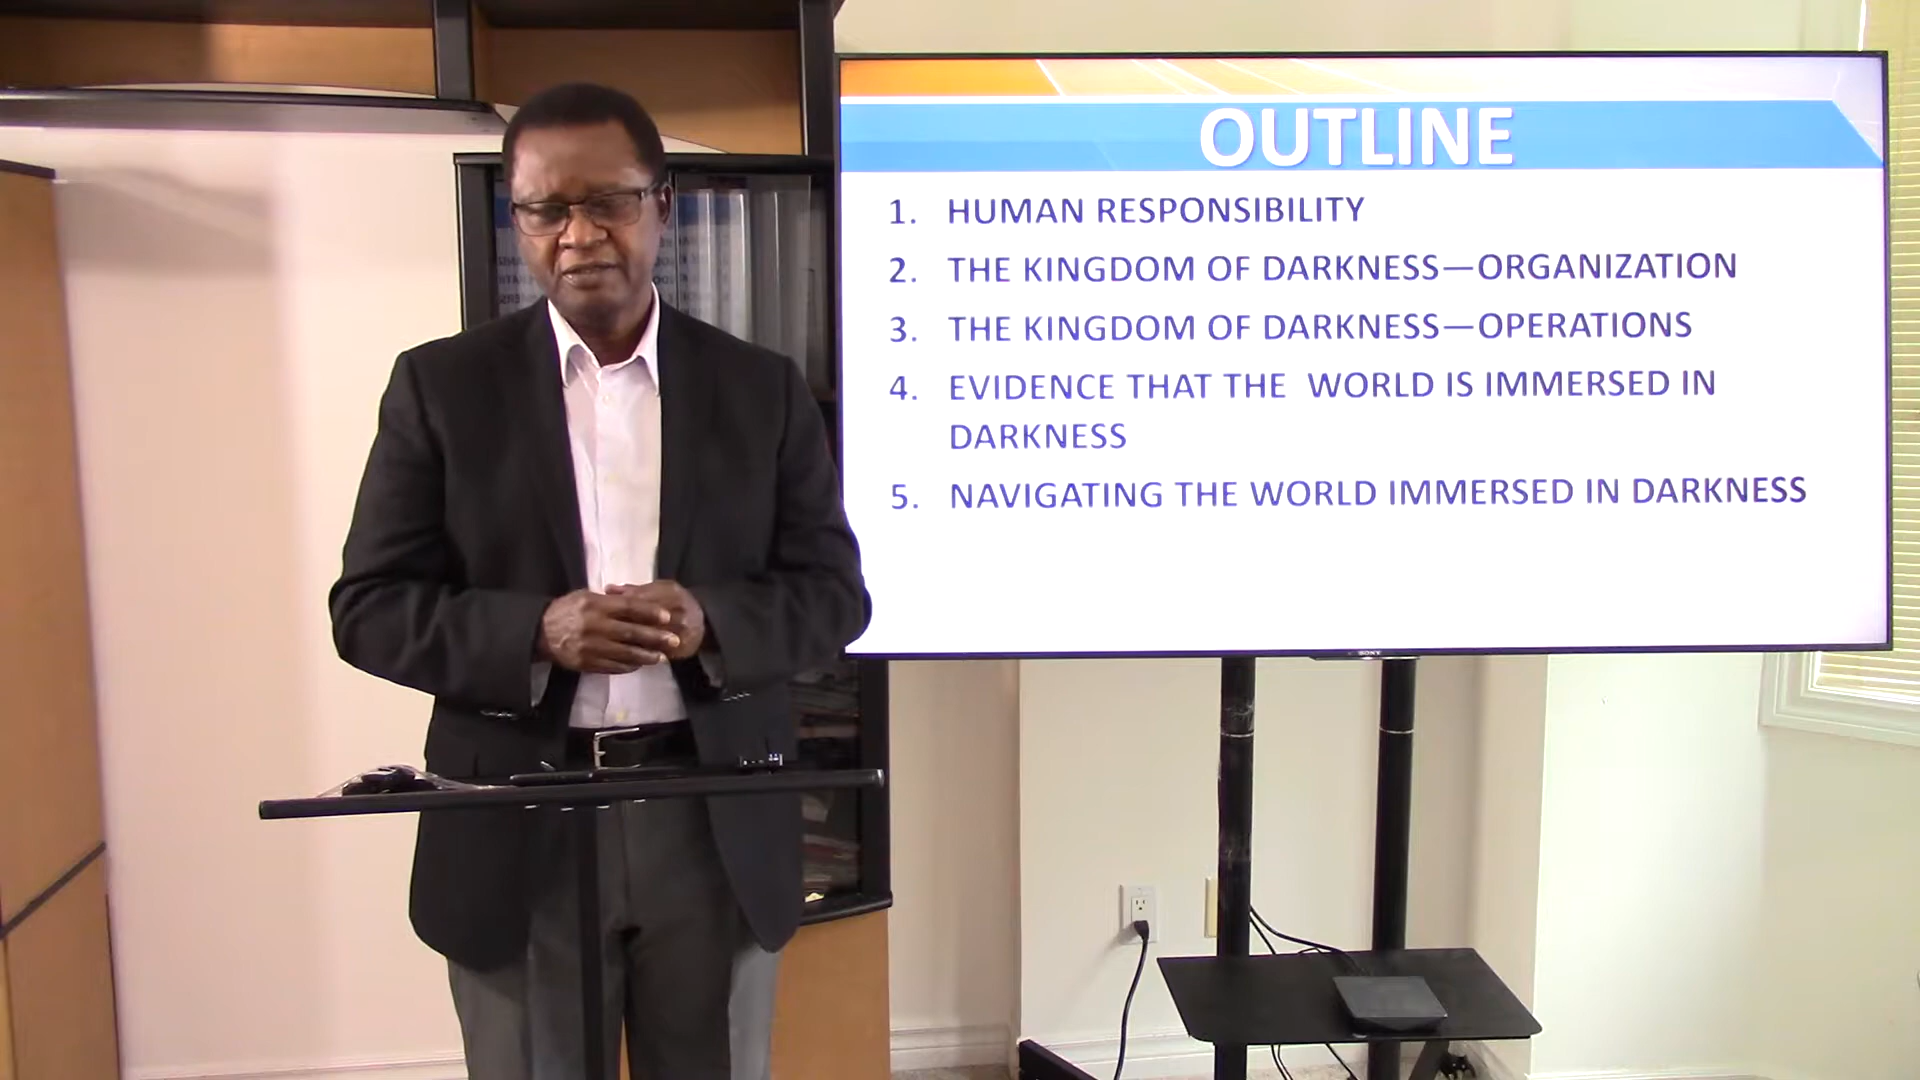 OUTLINE
1. HUMAN RESPONSIBILITY
2. THE KINGDOM OF DARKNESS—ORGANIZATION
3. THE KINGDOM OF DARKNESS—OPERATIONS
4. EVIDENCE THAT THE WORLD IS IMMERSED IN
DARKNESS
5. NAVIGATING THE WORLD IMMERSED IN DARKNESS
SONY